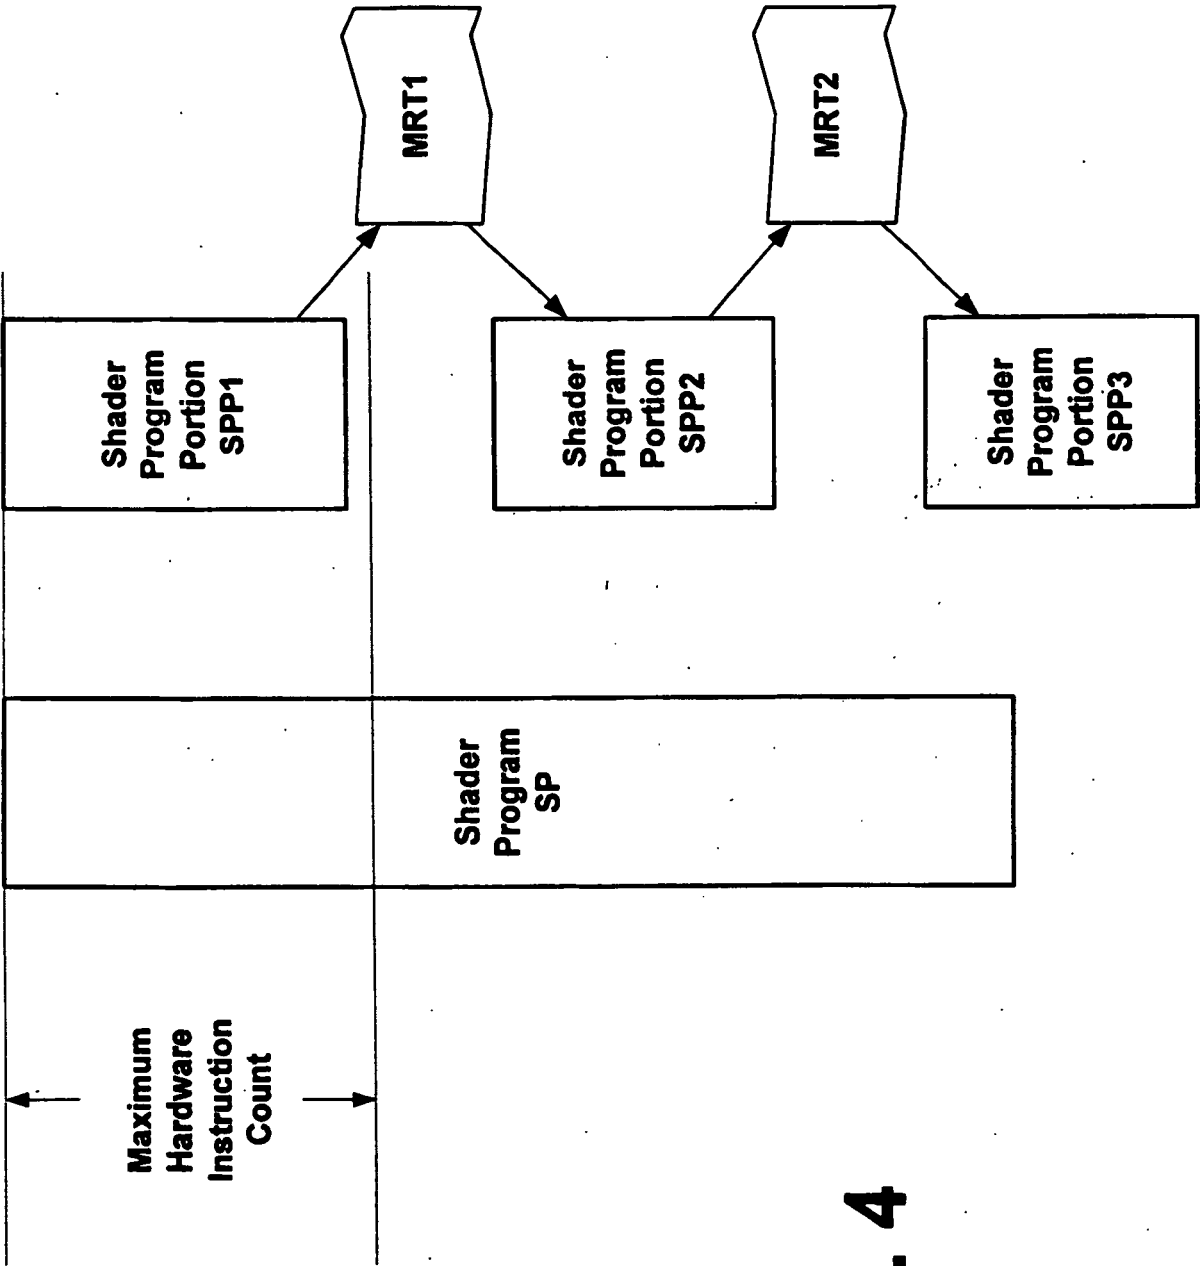 Maximum
Hardware
Instruction
Count
Shader
Program
SP
Shader
Program
Portion
SPP1
MRT1
Shader
Program
Portion
SPP2
MRT2
Shader
Program
Portion
SPP3
. 4